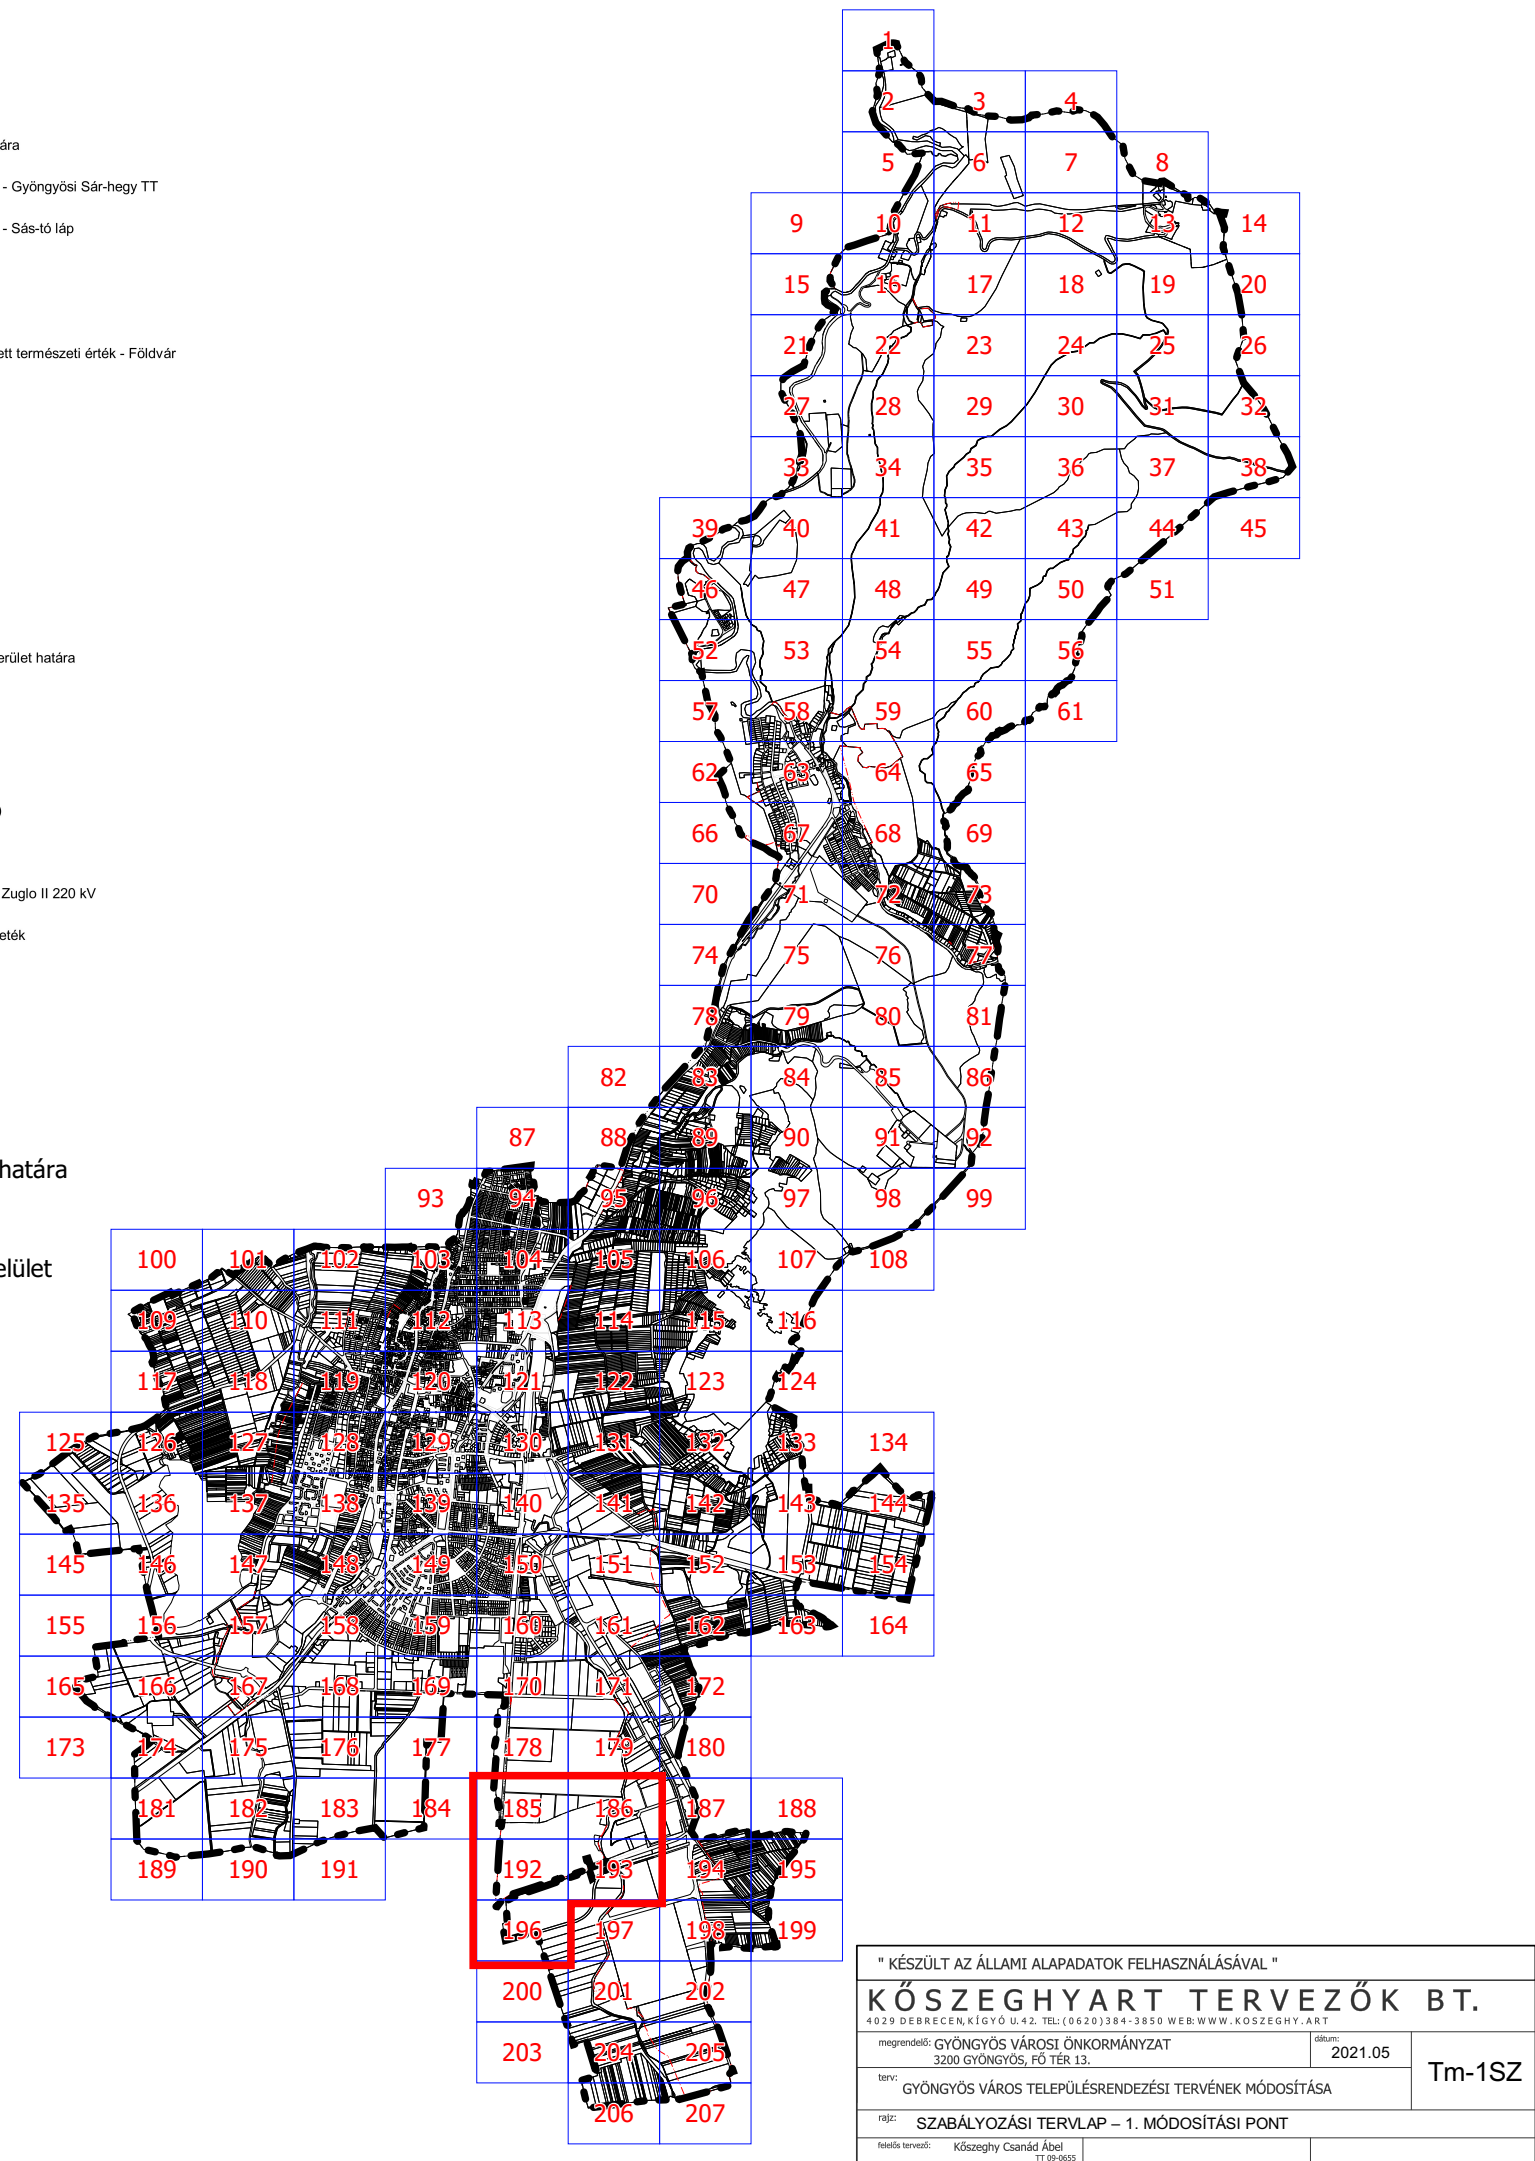 ára
- Gyöngyösi Sár-hegy TT
- Sás-tó láp
ett természeti érték - Földvár
erület határa
Zuglo II 220 kV
eték
határa
elület
1
2 3 4
5 6 7 8
9 10 11 12 13 14
15 16 17 18 19 20
21 22 23 24 25 26
27 28 29 30 31 32
33 34 35 36 37 38
39 40 41 42 43 44 45
46 47 48 49 50 51
52 53 54 55 56
57 58 59 60 61
62 63 64 65
66 67 68 69
70 71 72 73
74 75 76 77
78 79 80 81
82 83 84 85 86
87 88 89 90 91 92
93 94 95 96 97 98 99
100 101 102 103 104 105 106 107 108
109 110 111 112 113 114 115 116
117 118 119 120 121 122 123 124
125 126 127 128 129 130 131 132 133 134
135 136 137 138 139 140 141 142 143 144
145 146 147 148 149 150 151 152 153 154
155 156 157 158 159 160 161 162 163 164
165 166 167 168 169 170 171 172
173 174 175 176 177 178 179 180
181 182 183 184 185 186 187 188
189 190 191 192 193 194 195
196 197 198 199
200 201 202
203 204 205
206 207
" KÉSZÜLT AZ ÁLLAMI ALAPADATOK FELHASZNÁLÁSÁVAL "
KŐSZEGHYART TERVEZŐK BT.
4029 DEBRECEN, KÍGYÓ U. 42. TEL: (0620)384-3850 WEB: WWW.KOSZEGHY.ART
megrendelő: GYÖNGYÖS VÁROSI ÖNKORMÁNYZAT
3200 GYÖNGYÖS, FŐ TÉR 13.
dátum:
2021.05
Tm-1SZ
terv: GYÖNGYÖS VÁROS TELEPÜLÉSRENDEZÉSI TERVÉNEK MÓDOSÍTÁSA
rajz: SZABÁLYOZÁSI TERVLAP – 1. MÓDOSÍTÁSI PONT
felelős tervező: Kőszeghy Csanád Ábel
TT 09-0655